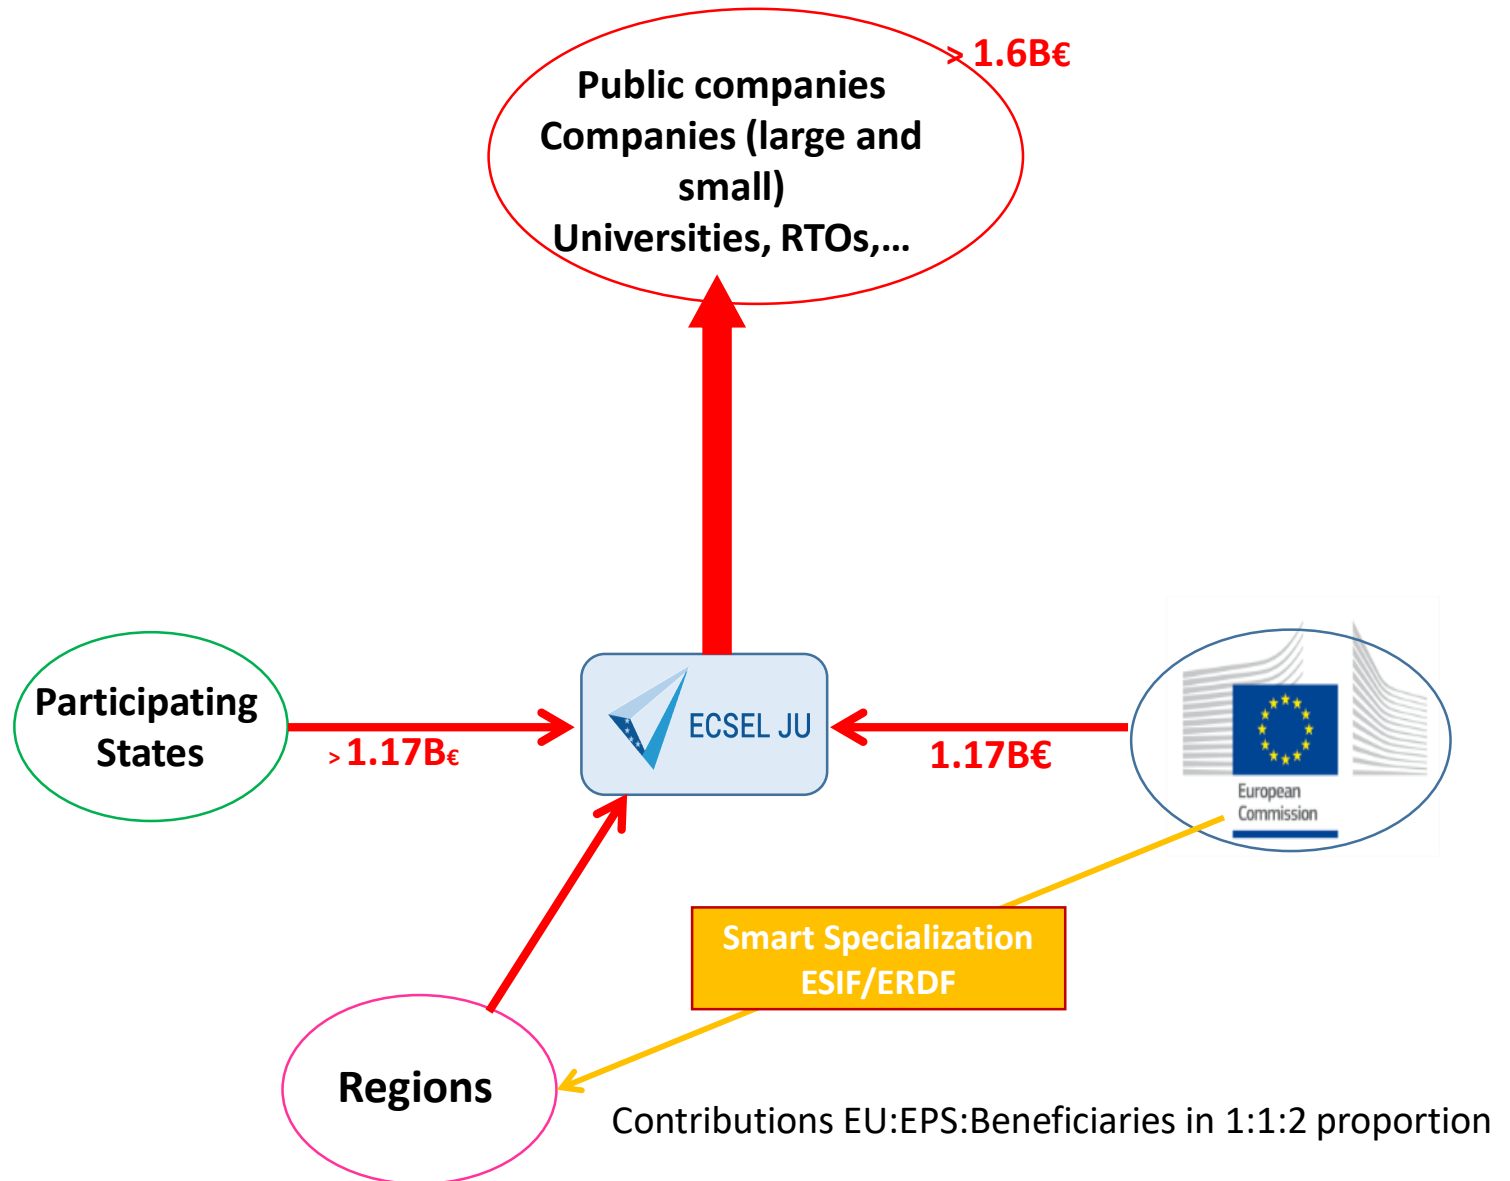 > 1.6B€
Public companies
Companies (large and
small)
Universities, RTOs,...
Participating
States
> 1.17B€
ECSEL JU
1.17B€
European
Commission
Smart Specialization
ESIF/ERDF
Regions
Contributions EU:EPS:Beneficiaries in 1:1:2 proportion